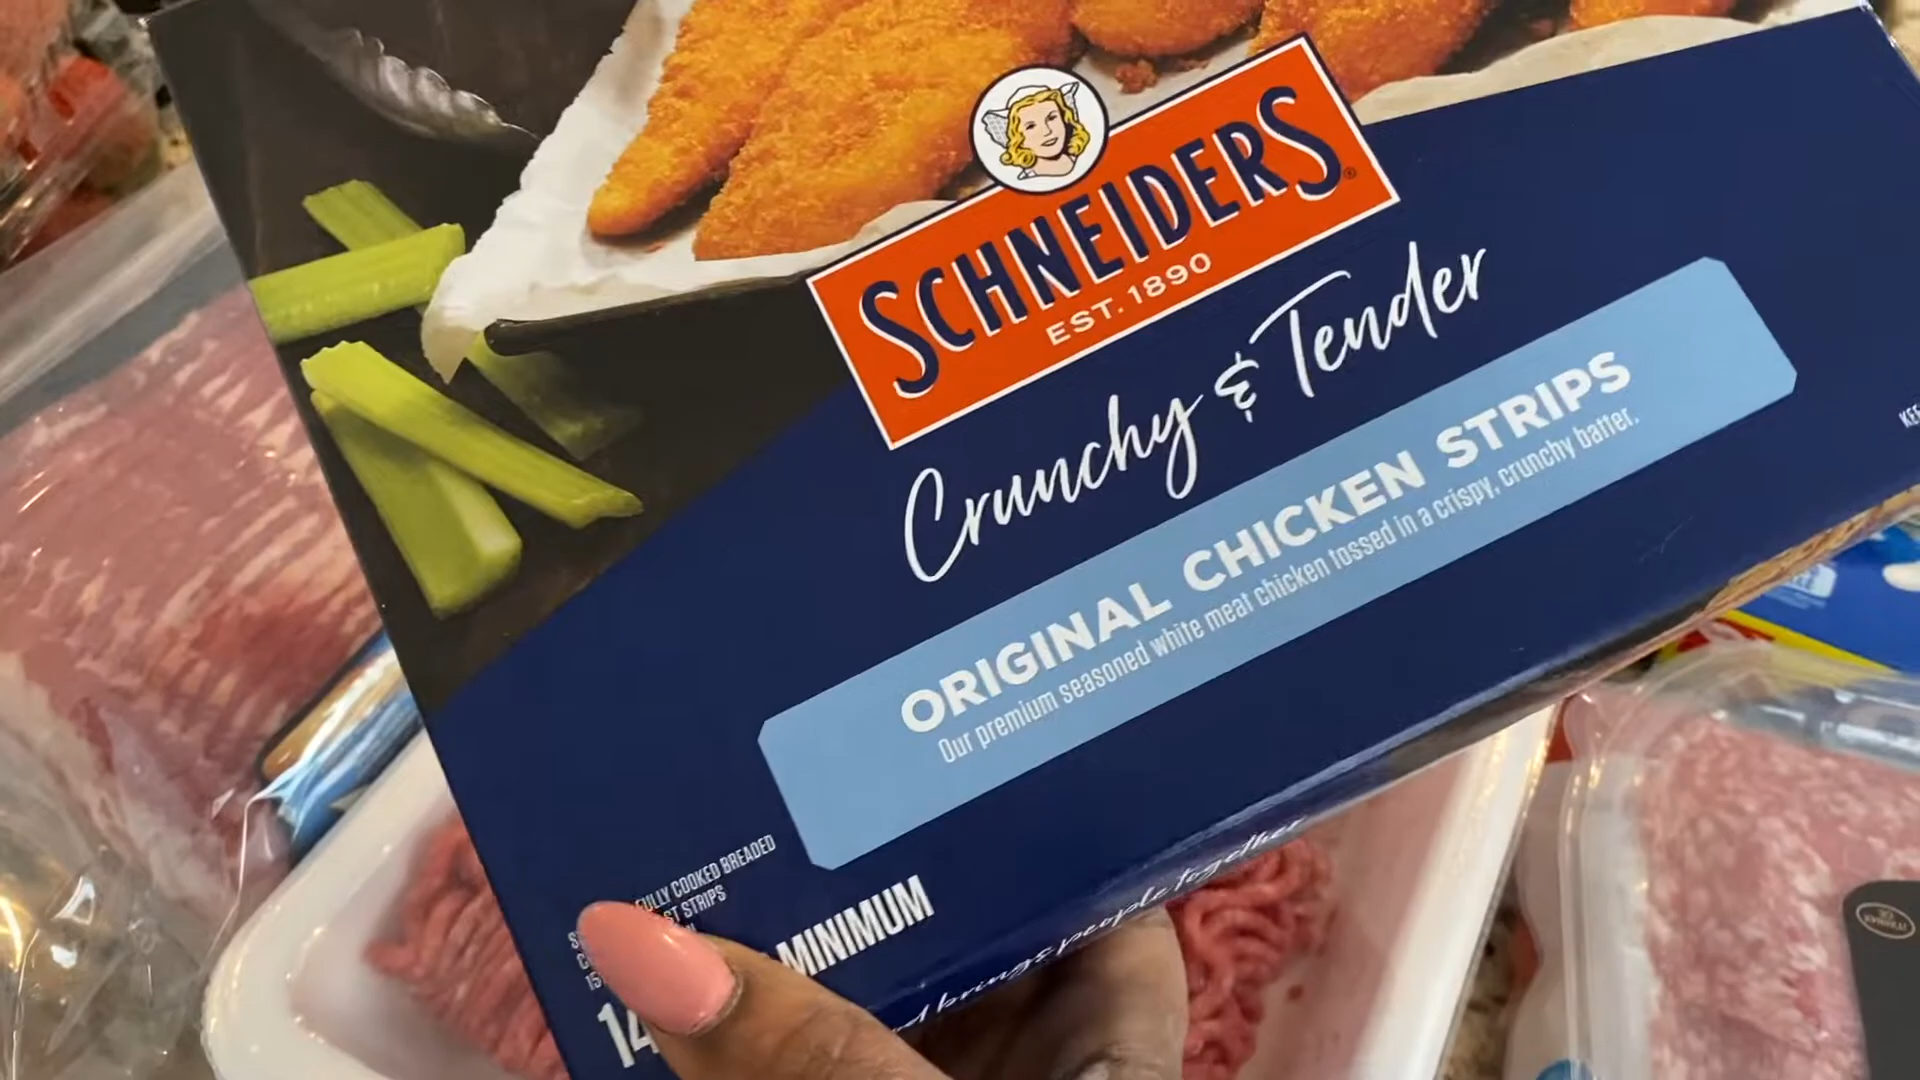 SCHNEIDERS
EST. 1890
Crunchy & Tender
ORIGINAL CHICKEN STRIPS
Our premium seasoned white meat chicken tossed in a crispy, crunchy batter.
FULLY COOKED BREADED
STRIPS
MINIMUM
14
brings people together